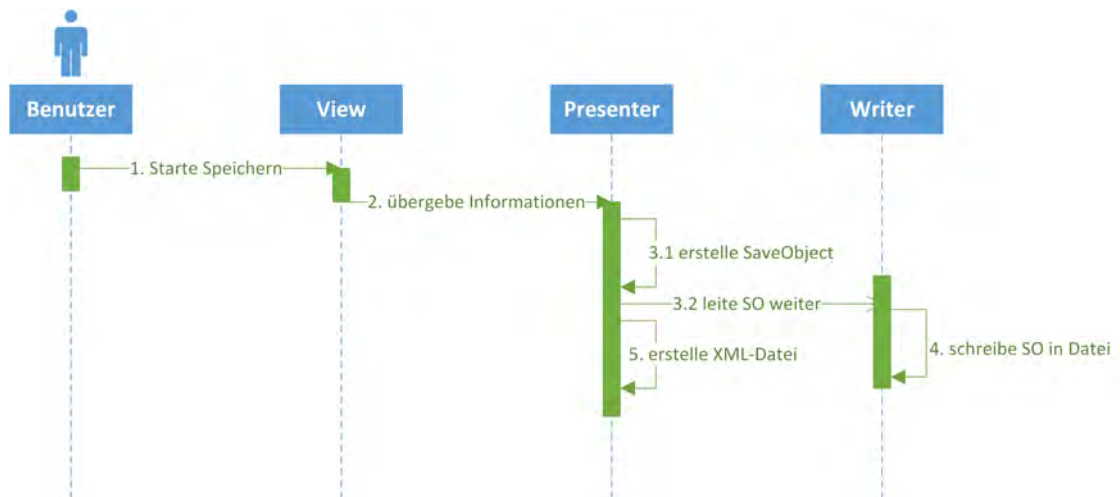 Benutzer
View
Presenter
Writer
1. Starte Speichern
2. übergebe Informationen
3.1 erstelle SaveObject
3.2 leite SO weiter
5. erstelle XML-Datei
4. schreibe SO in Datei